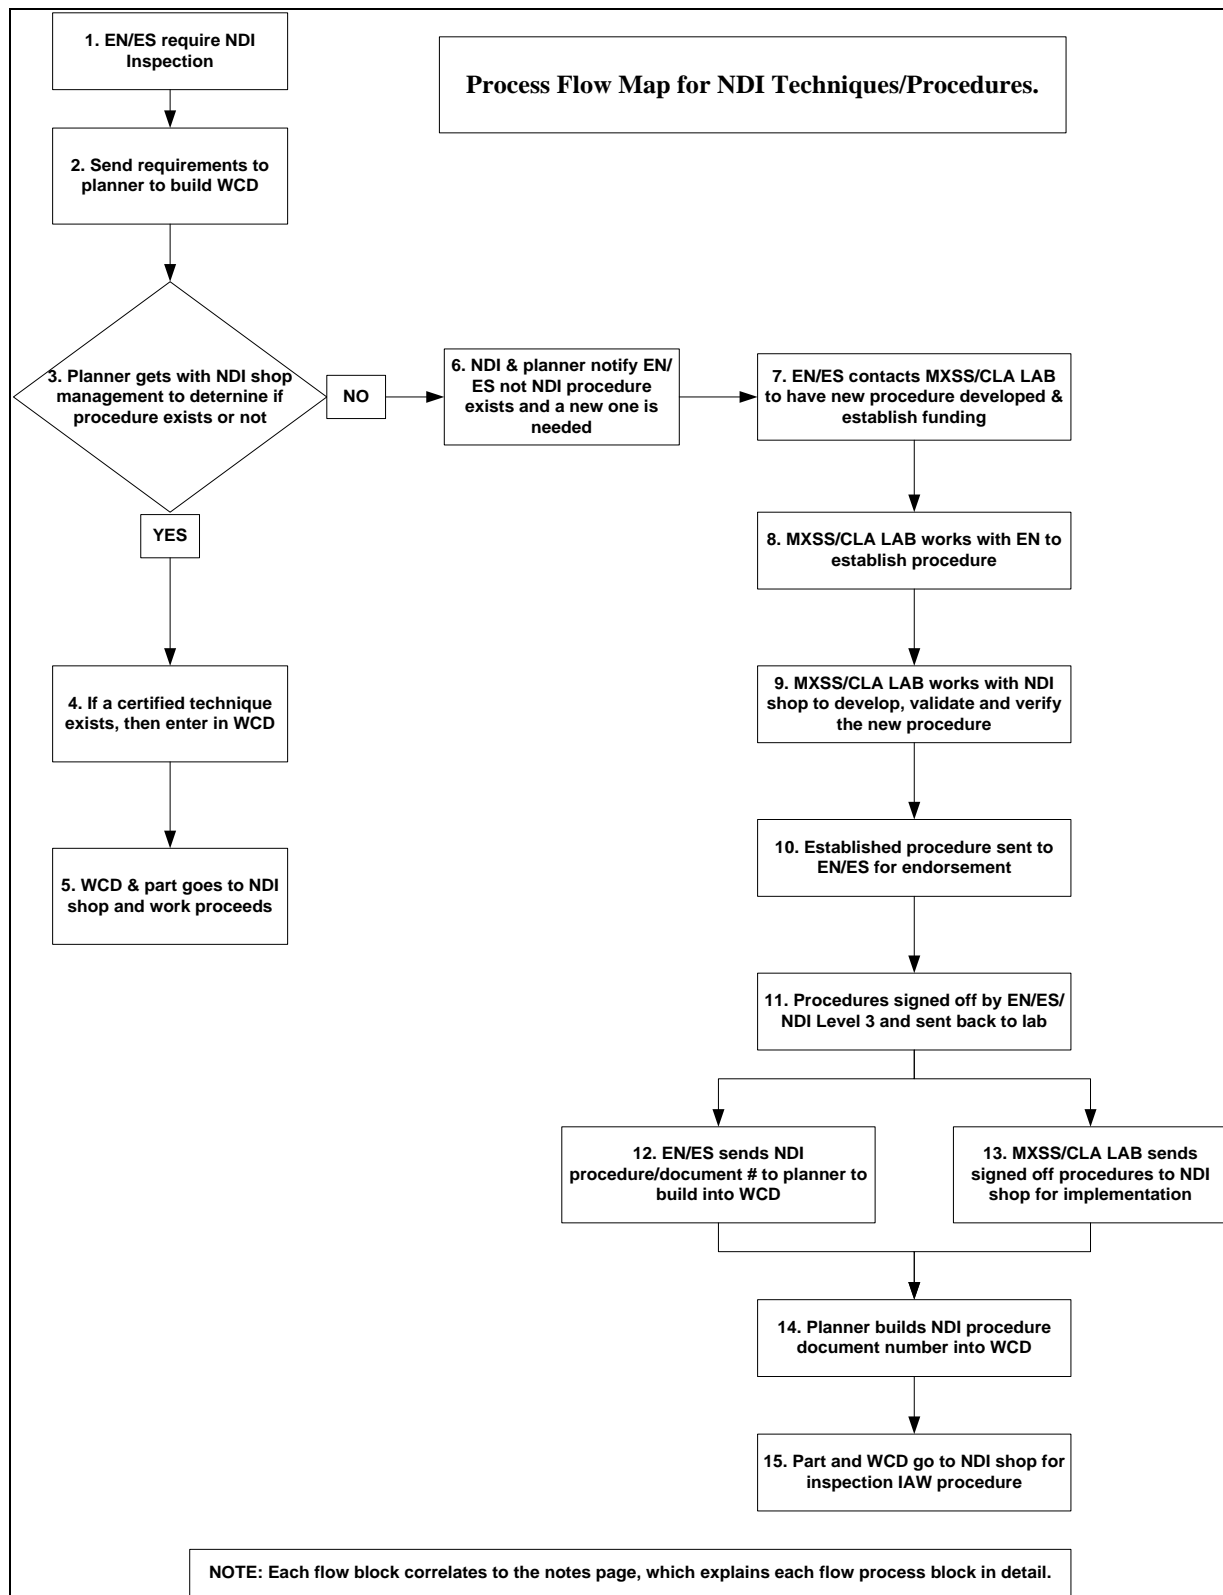 1. EN/ES require NDI
Inspection
Process Flow Map for NDI Techniques/Procedures.
2. Send requirements to
planner to build WCD
3. Planner gets with NDI shop
management to deternine if
procedure exists or not
NO
6. NDI & planner notify EN/
ES not NDI procedure
exists and a new one is
needed
7. EN/ES contacts MXSS/CLA LAB
to have new procedure developed &
establish funding
YES
8. MXSS/CLA LAB works with EN to
establish procedure
4. If a certified technique
exists, then enter in WCD
9. MXSS/CLA LAB works with NDI
shop to develop, validate and verify
the new procedure
5. WCD & part goes to NDI
shop and work proceeds
10. Established procedure sent to
EN/ES for endorsement
11. Procedures signed off by EN/ES/
NDI Level 3 and sent back to lab
12. EN/ES sends NDI
procedure/document # to planner to
build into WCD
13. MXSS/CLA LAB sends
signed off procedures to NDI
shop for implementation
14. Planner builds NDI procedure
document number into WCD
15. Part and WCD go to NDI shop for
inspection IAW procedure
NOTE: Each flow block correlates to the notes page, which explains each flow process block in detail.